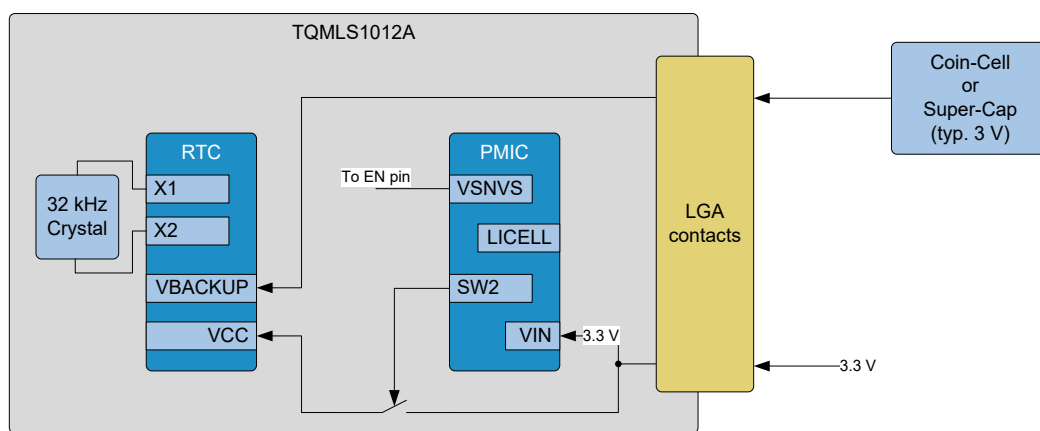 TQMLS1012A
Coin-Cell
or
Super-Cap
(typ. 3 V)
RTC
PMIC
To EN pin
X1
VSNVS
32 kHz
Crystal
X2
LICELL
LGA
contacts
VBACKUP
SW2
VCC
VIN
3.3 V
3.3 V